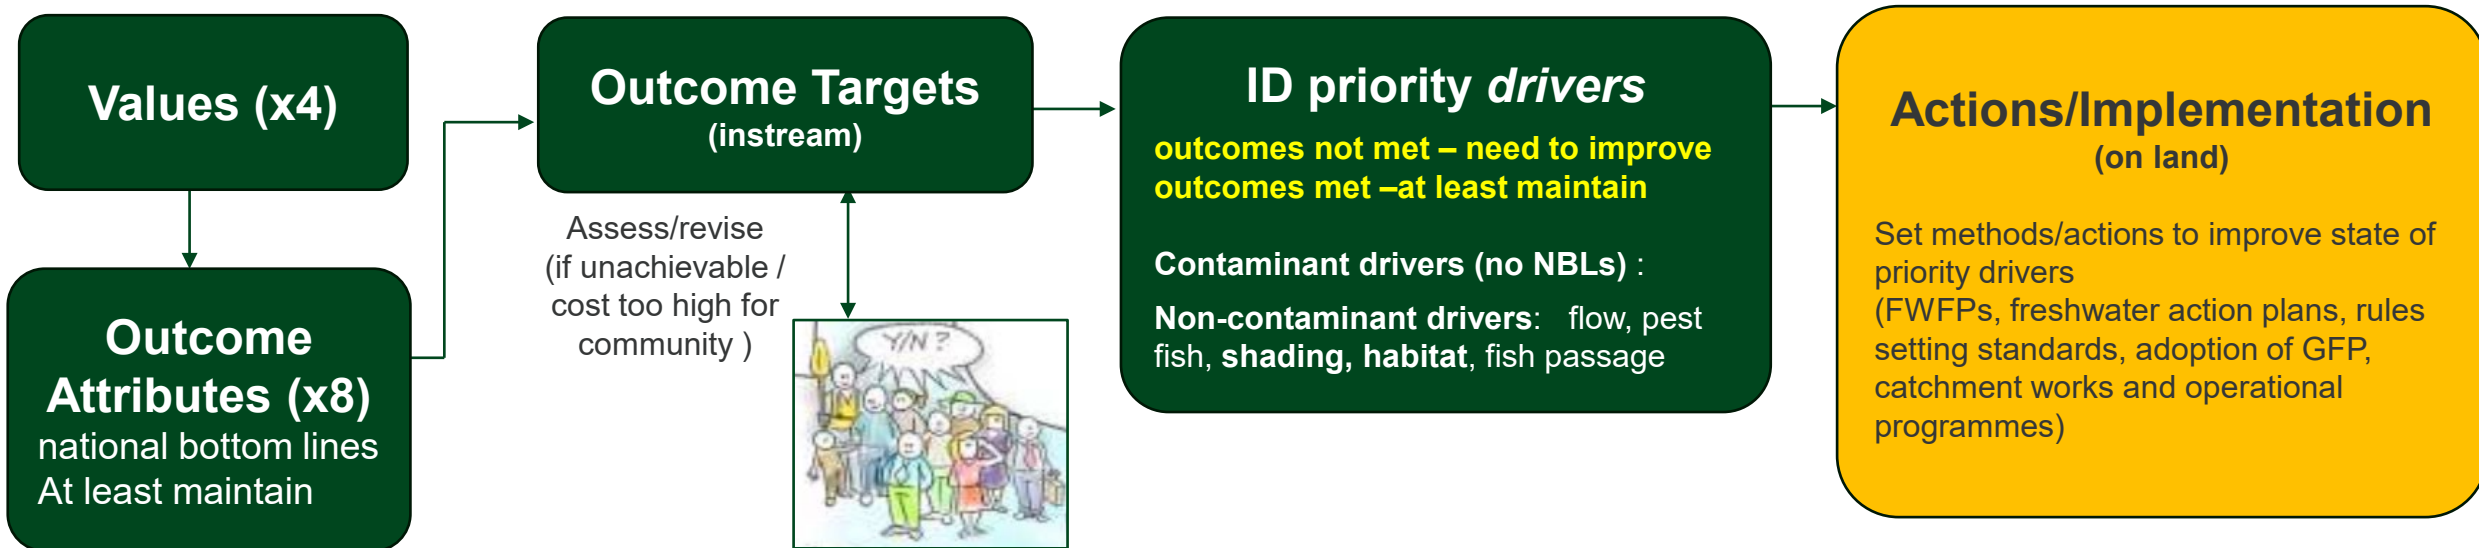 Values (x4)
Outcome
Attributes (x8)
national bottom lines
At least maintain
Outcome Targets
(instream)
Assess/revise
(if unachievable /
cost too high for
community )
Y/N?
ID priority drivers
outcomes not met – need to improve
outcomes met –at least maintain
Contaminant drivers (no NBLs) :
Non-contaminant drivers: flow, pest
fish, shading, habitat, fish passage
Actions/Implementation
(on land)
Set methods/actions to improve state of
priority drivers
(FWFPs, freshwater action plans, rules
setting standards, adoption of GFP,
catchment works and operational
programmes)